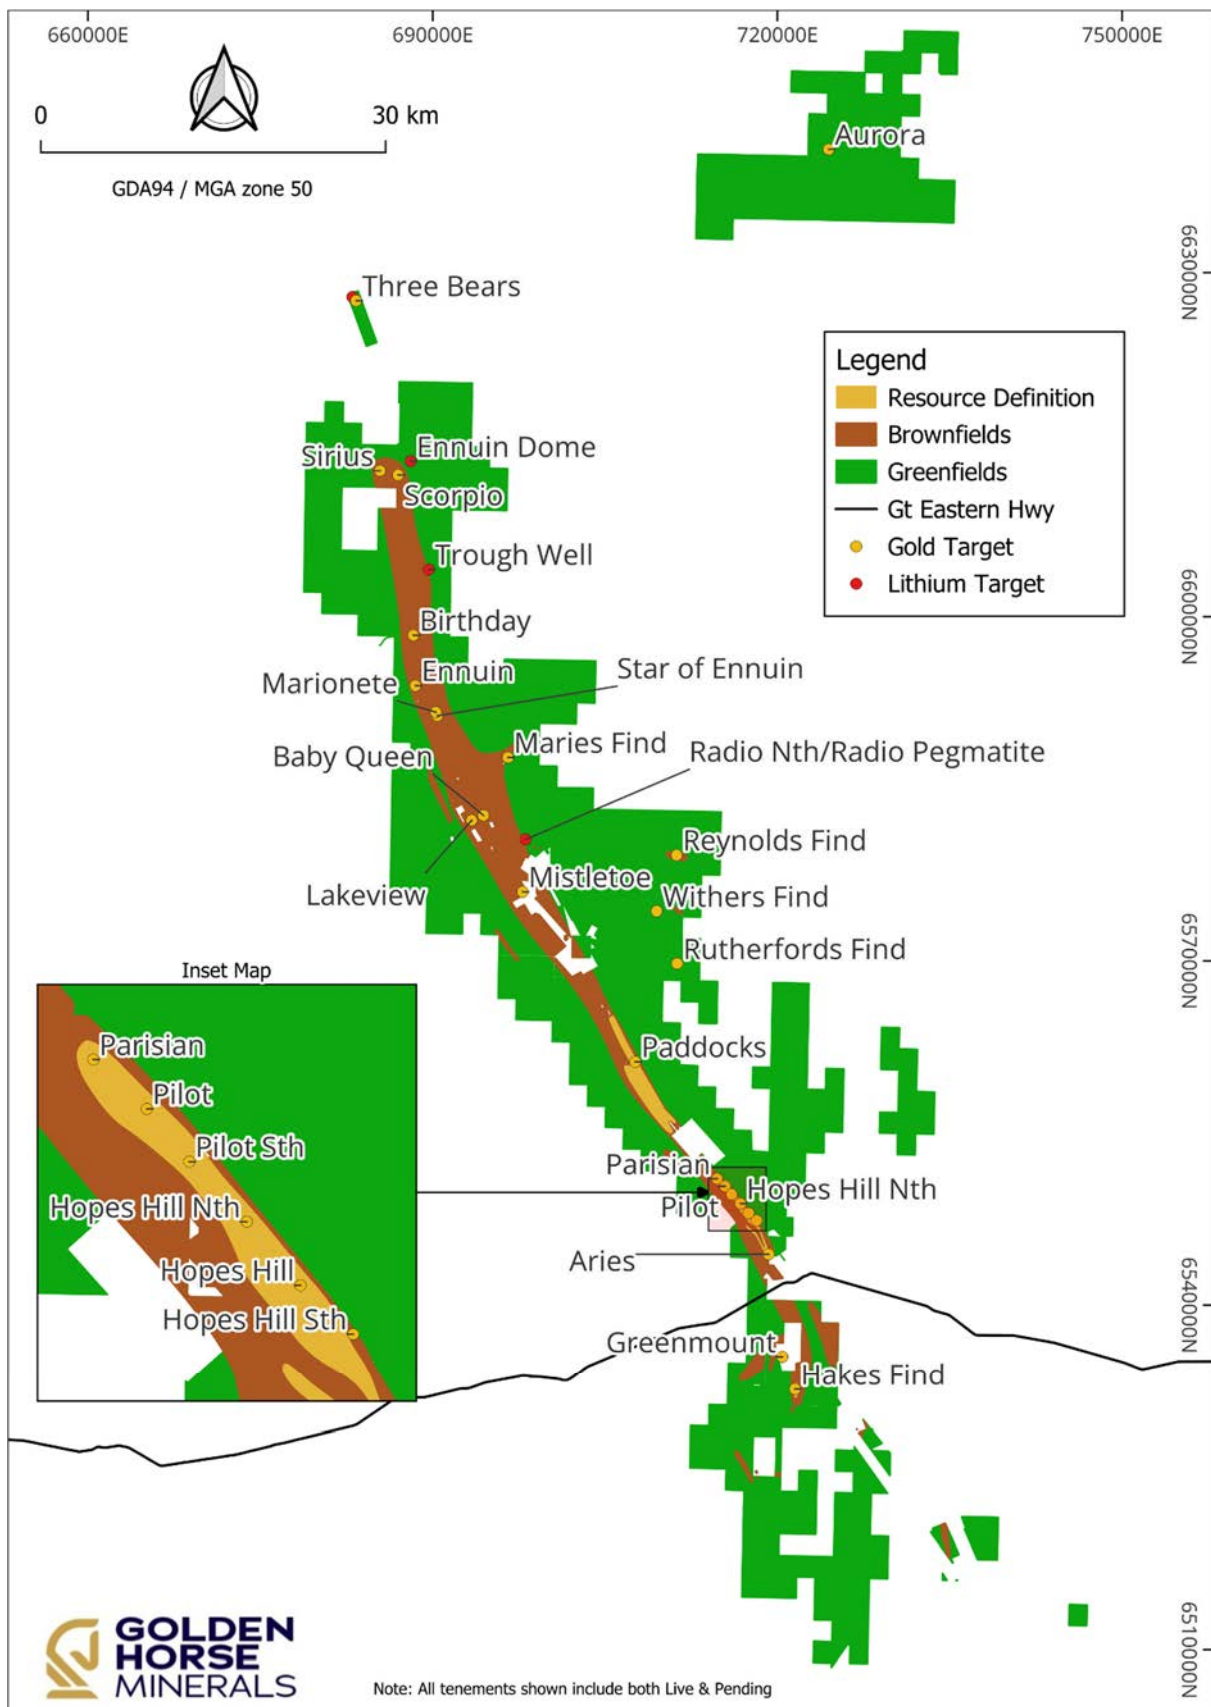 660000E
690000E
720000E
750000E
0
30 km
GDA94 / MGA zone 50
Aurora
6630000N
Three Bears
Legend
Resource Definition
Brownfields
Greenfields
Gt Eastern Hwy
Gold Target
Lithium Target
Sirius
Ennuin Dome
Scorpio
Trough Well
6600000N
Birthday
Ennuin
Star of Ennuin
Marionete
Baby Queen
Maries Find
Radio Nth/Radio Pegmatite
Reynolds Find
Lakeview
Mistletoe
Withers Find
Rutherfords Find
6570000N
Inset Map
Parisian
Pilot
Pilot Sth
Hopes Hill Nth
Hopes Hill
Hopes Hill Sth
Paddocks
Parisian
Hopes Hill Nth
Pilot
Aries
6540000N
Greenmount
Hakes Find
6510000N
GOLDEN
HORSE
MINERALS
Note: All tenements shown include both Live & Pending